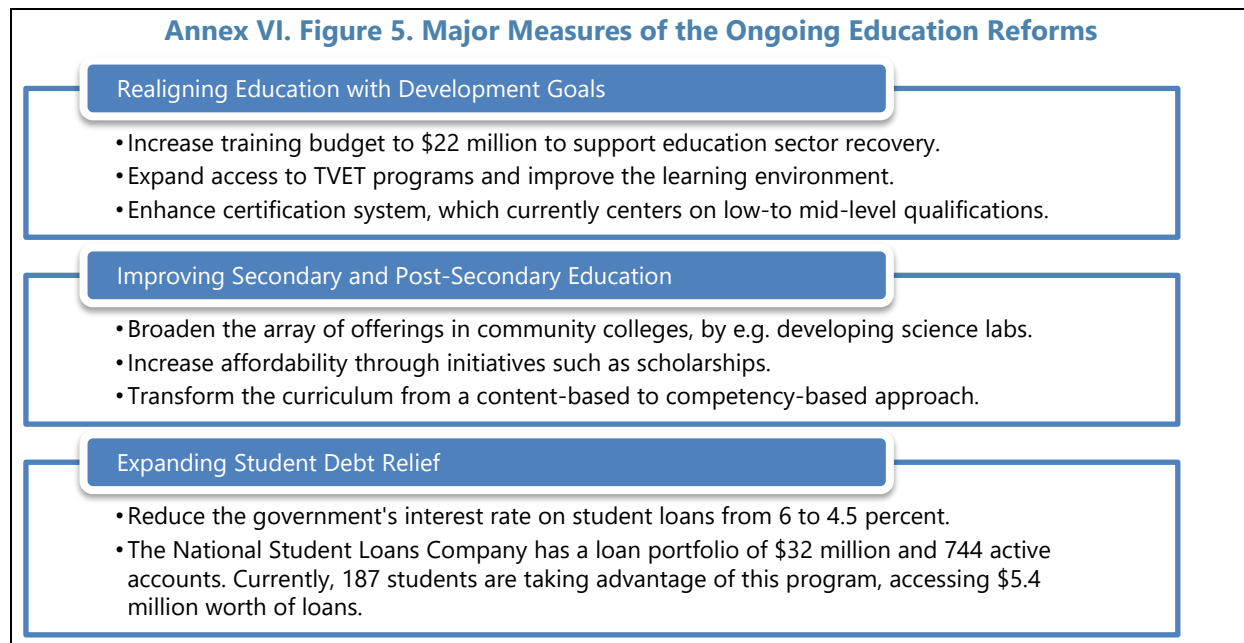 Annex VI. Figure 5. Major Measures of the Ongoing Education Reforms
Realigning Education with Development Goals
•Increase training budget to $22 million to support education sector recovery.
•Expand access to TVET programs and improve the learning environment.
•Enhance certification system, which currently centers on low-to mid-level qualifications.
Improving Secondary and Post-Secondary Education
•Broaden the array of offerings in community colleges, by e.g. developing science labs.
•Increase affordability through initiatives such as scholarships.
•Transform the curriculum from a content-based to competency-based approach.
Expanding Student Debt Relief
•Reduce the government's interest rate on student loans from 6 to 4.5 percent.
•The National Student Loans Company has a loan portfolio of $32 million and 744 active
accounts. Currently, 187 students are taking advantage of this program, accessing $5.4
million worth of loans.